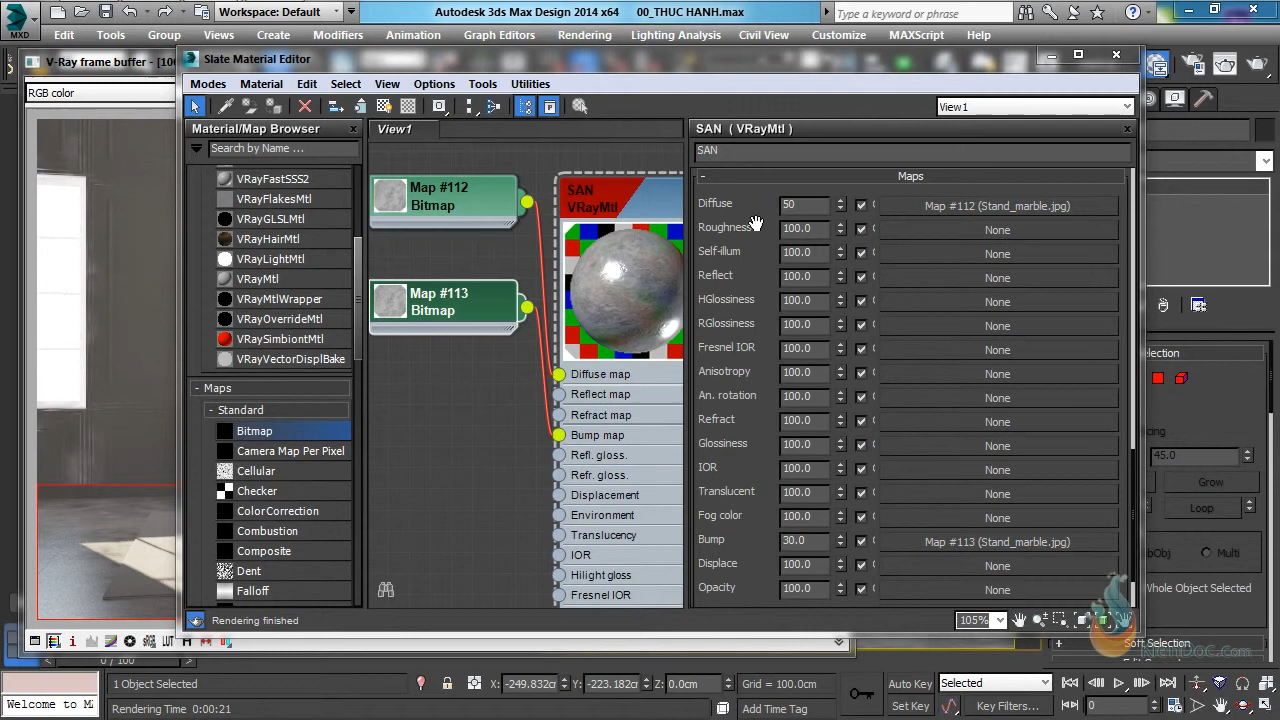 Workspace: Default
Autodesk 3ds Max Design 2014 x64 00_THUC HANH.max
Type a keyword or phrase
MXD
Edit Tools Group Views Create Modifiers Animation Graph Editors Rendering Lighting Analysis Civil View Customize MAXScript Help
V-Ray frame buffer - [100
RGB color
Slate Material Editor
Modes Material Edit Select View Options Tools Utilities
View1
Material/Map Browser
View1
SAN ( VRayMtl )
Search by Name ...
SAN
VRayFastSSS2
VRayFlakesMtl
VRayGLSLMtl
VRayHairMtl
VRayLightMtl
VRayMtl
VRayMtlWrapper
VRayOverrideMtl
VRaySimbiontMtl
VRayVectorDisplBake
- Maps
- Standard
Bitmap
Camera Map Per Pixel
Cellular
Checker
ColorCorrection
Combustion
Composite
Dent
Falloff
Map #112
Bitmap
Map #113
Bitmap
SAN
VRayMtl
Diffuse map
Reflect map
Refract map
Bump map
Refl. gloss.
Refr. gloss.
Displacement
Environment
Translucency
IOR
Hilight gloss
Fresnel IOR
- Maps
Diffuse 50 Map #112 (Stand_marble.jpg)
Roughness 100.0 None
Self-illum 100.0 None
Reflect 100.0 None
HGlossiness 100.0 None
RGlossiness 100.0 None
Fresnel IOR 100.0 None
Anisotropy 100.0 None
An. rotation 100.0 None
Refract 100.0 None
Glossiness 100.0 None
IOR 100.0 None
Translucent 100.0 None
Fog color 100.0 None
Bump 30.0 Map #113 (Stand_marble.jpg)
Displace 100.0 None
Opacity 100.0 None
Selection
45.0
Grow
Loop
Multi
Whole Object Selected
Soft Selection
Rendering finished
105%
0 / 100
1 Object Selected
X: -249.832cm Y: -223.182cm Z: 0.0cm
Grid = 100.0cm
Auto Key
Selected
Welcome to M
Rendering Time 0:00:21
Add Time Tag
Set Key
Key Filters...
0